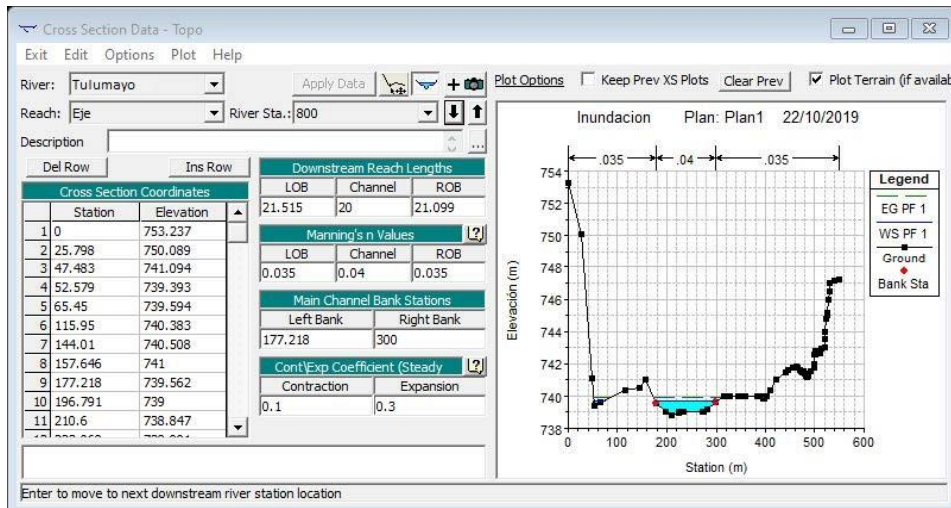 Cross Section Data - Topo
Exit Edit Options Plot Help
River: Tulumayo
Apply Data
Reach: Eje River Sta.: 800
Description ...
Del Row Ins Row
Cross Section Coordinates
Station Elevation
1 0 753.237
2 25.798 750.089
3 47.483 741.094
4 52.579 739.393
5 65.45 739.594
6 115.95 740.383
7 144.01 740.508
8 157.646 741
9 177.218 739.562
10 196.791 739
11 210.6 738.847
Downstream Reach Lengths
LOB Channel ROB
21.515 20 21.099
Manning's n Values ?
LOB Channel ROB
0.035 0.04 0.035
Main Channel Bank Stations
Left Bank Right Bank
177.218 300
Cont\Exp Coefficient (Steady ?
Contraction Expansion
0.1 0.3
Enter to move to next downstream river station location
Plot Options Keep Prev XS Plots Clear Prev Plot Terrain (if availab
Inundacion Plan: Plan1 22/10/2019
.035 .04 .035
754
752
750
748
746
744
742
740
738
Elevación (m)
0 100 200 300 400 500 600
Station (m)
Legend
EG PF 1
WS PF 1
Ground
Bank Sta